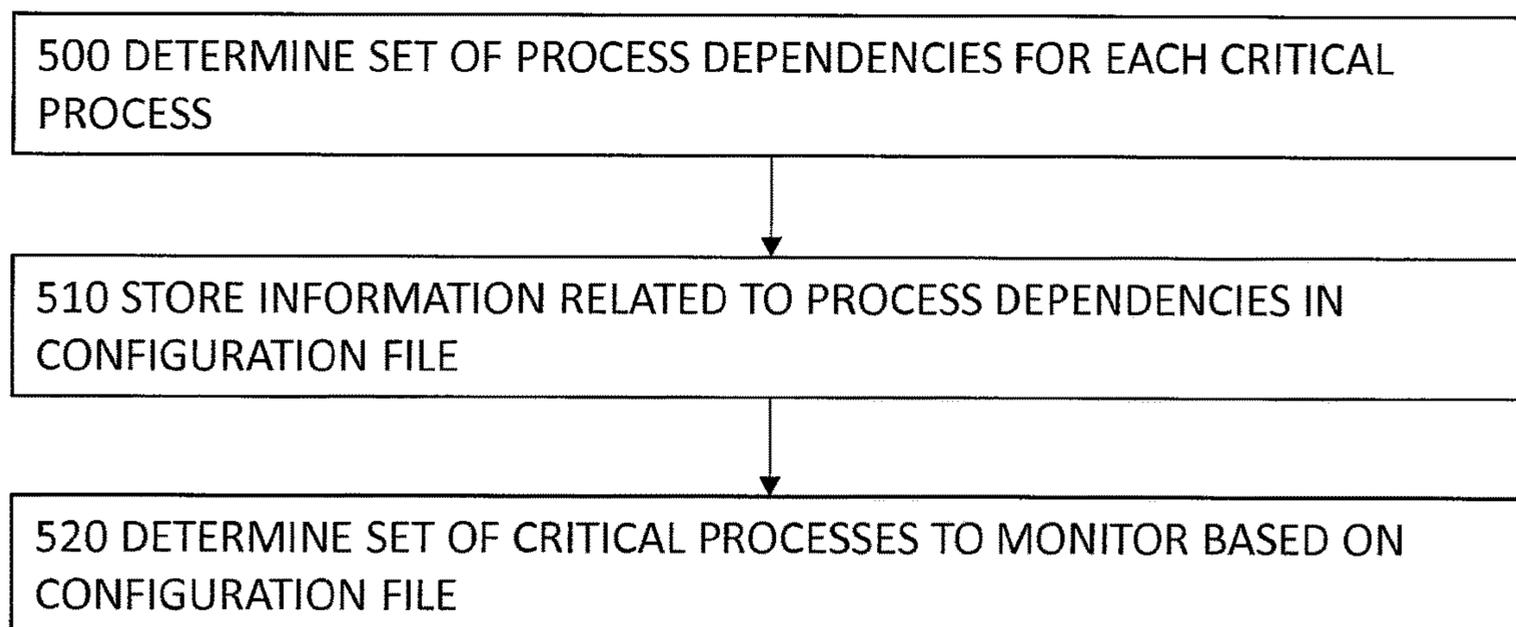 500 DETERMINE SET OF PROCESS DEPENDENCIES FOR EACH CRITICAL
PROCESS
510 STORE INFORMATION RELATED TO PROCESS DEPENDENCIES IN
CONFIGURATION FILE
520 DETERMINE SET OF CRITICAL PROCESSES TO MONITOR BASED ON
CONFIGURATION FILE